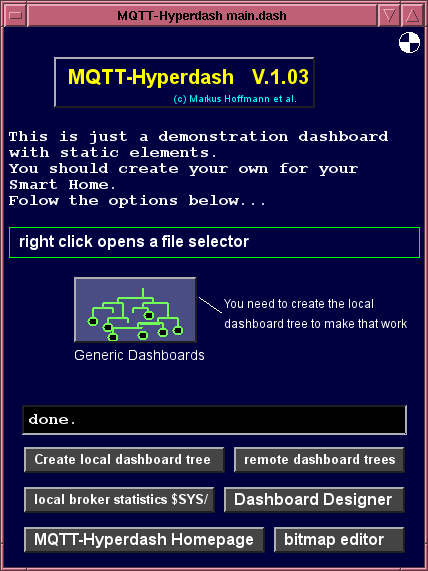 MQTT-Hyperdash main.dash
MQTT-Hyperdash V.1.03
(c) Markus Hoffmann et al.
This is just a demonstration dashboard
with static elements.
You should create your own for your
Smart Home.
Folow the options below...
right click opens a file selector
You need to create the local
dashboard tree to make that work
Generic Dashboards
done.
Create local dashboard tree
remote dashboard trees
local broker statistics $SYS/
Dashboard Designer
MQTT-Hyperdash Homepage
bitmap editor